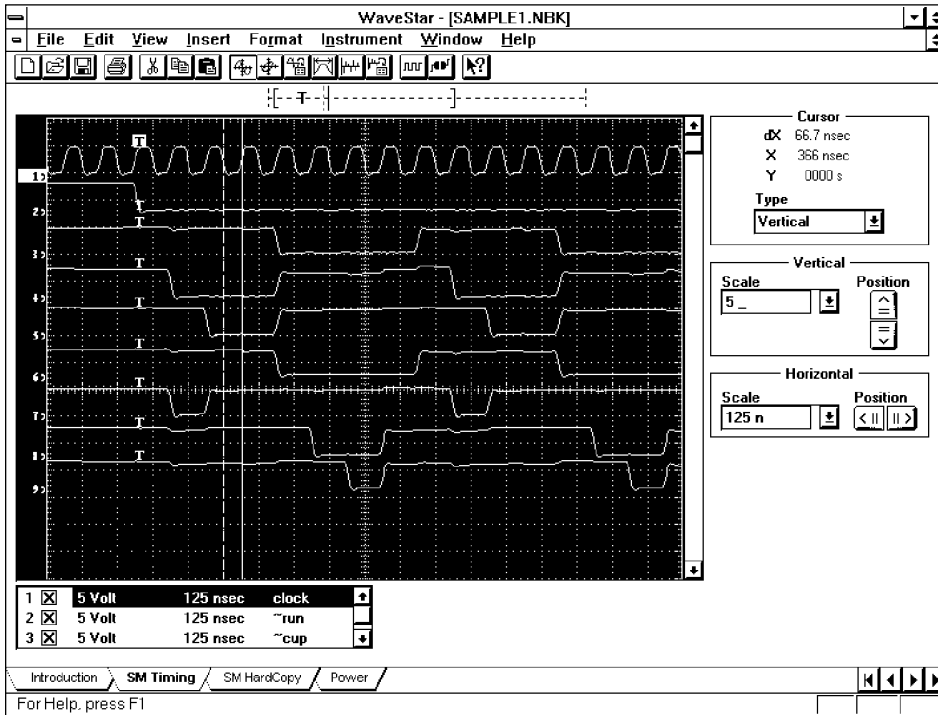 WaveStar - [SAMPLE1.NBK]
File Edit View Insert Format Instrument Window Help
T
T
1
T
2
T
3
T
4
T
5
T
6
T
7
T
8
T
9
Cursor
dX 66.7 nsec
X 366 nsec
Y 0000 s
Type
Vertical
Vertical
Scale Position
5 _
Horizontal
Scale Position
125 n
1 5 Volt 125 nsec clock
2 5 Volt 125 nsec ~run
3 5 Volt 125 nsec ~cup
Introduction SM Timing SM HardCopy Power
For Help, press F1